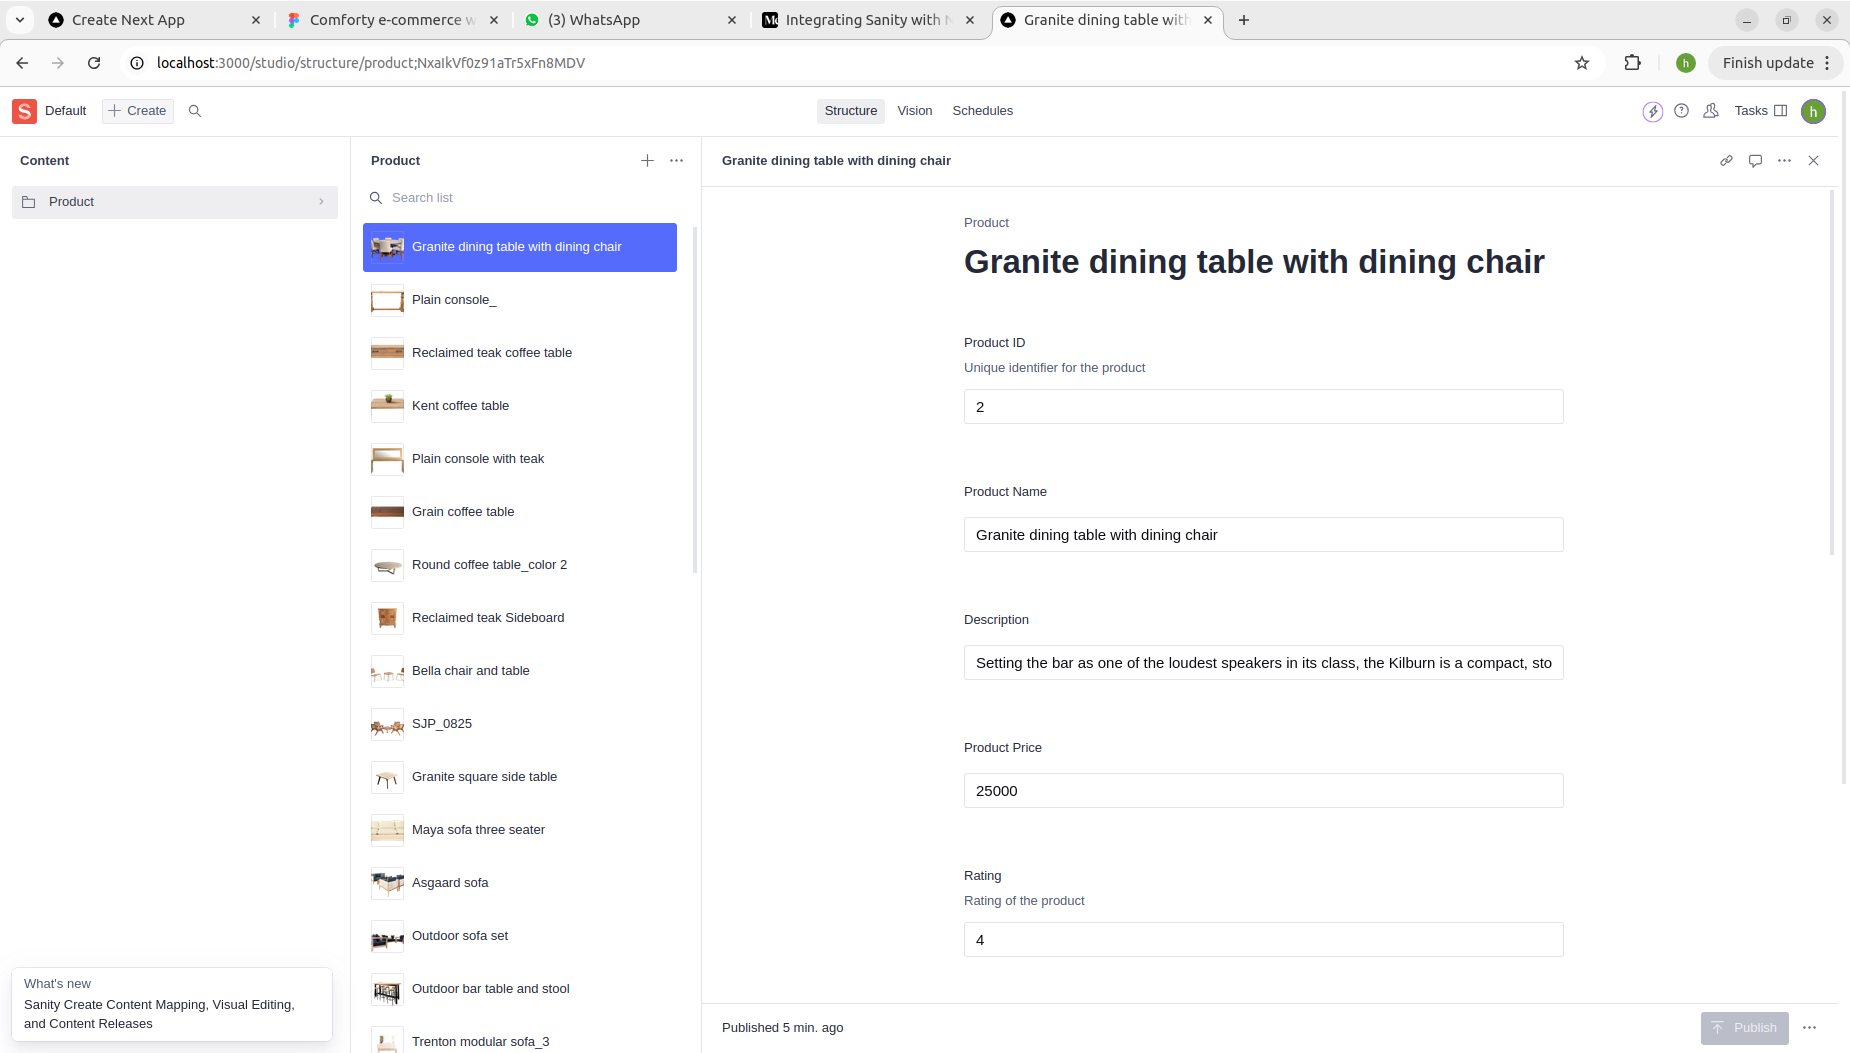 Create Next App
Comforty e-commerce w
(3) WhatsApp
Integrating Sanity with N
Granite dining table with
localhost:3000/studio/structure/product;NxaIkVf0z91aTr5xFn8MDV
h
Finish update
S
Default
Create
Structure
Vision
Schedules
Tasks
h
Content
Product
Product
Search list
Granite dining table with dining chair
Plain console_
Reclaimed teak coffee table
Kent coffee table
Plain console with teak
Grain coffee table
Round coffee table_color 2
Reclaimed teak Sideboard
Bella chair and table
SJP_0825
Granite square side table
Maya sofa three seater
Asgaard sofa
Outdoor sofa set
Outdoor bar table and stool
Trenton modular sofa_3
Granite dining table with dining chair
Product
Granite dining table with dining chair
Product ID
Unique identifier for the product
2
Product Name
Granite dining table with dining chair
Description
Setting the bar as one of the loudest speakers in its class, the Kilburn is a compact, sto
Product Price
25000
Rating
Rating of the product
4
What's new
Sanity Create Content Mapping, Visual Editing,
and Content Releases
Published 5 min. ago
Publish